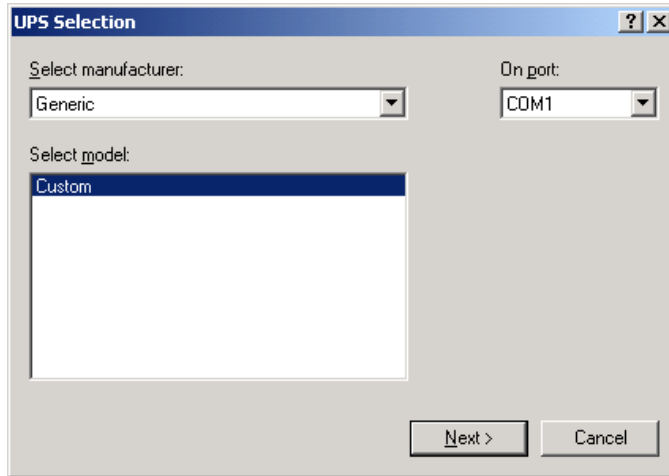 UPS Selection
Select manufacturer:
On port:
Generic
COM1
Select model:
Custom
Next >
Cancel